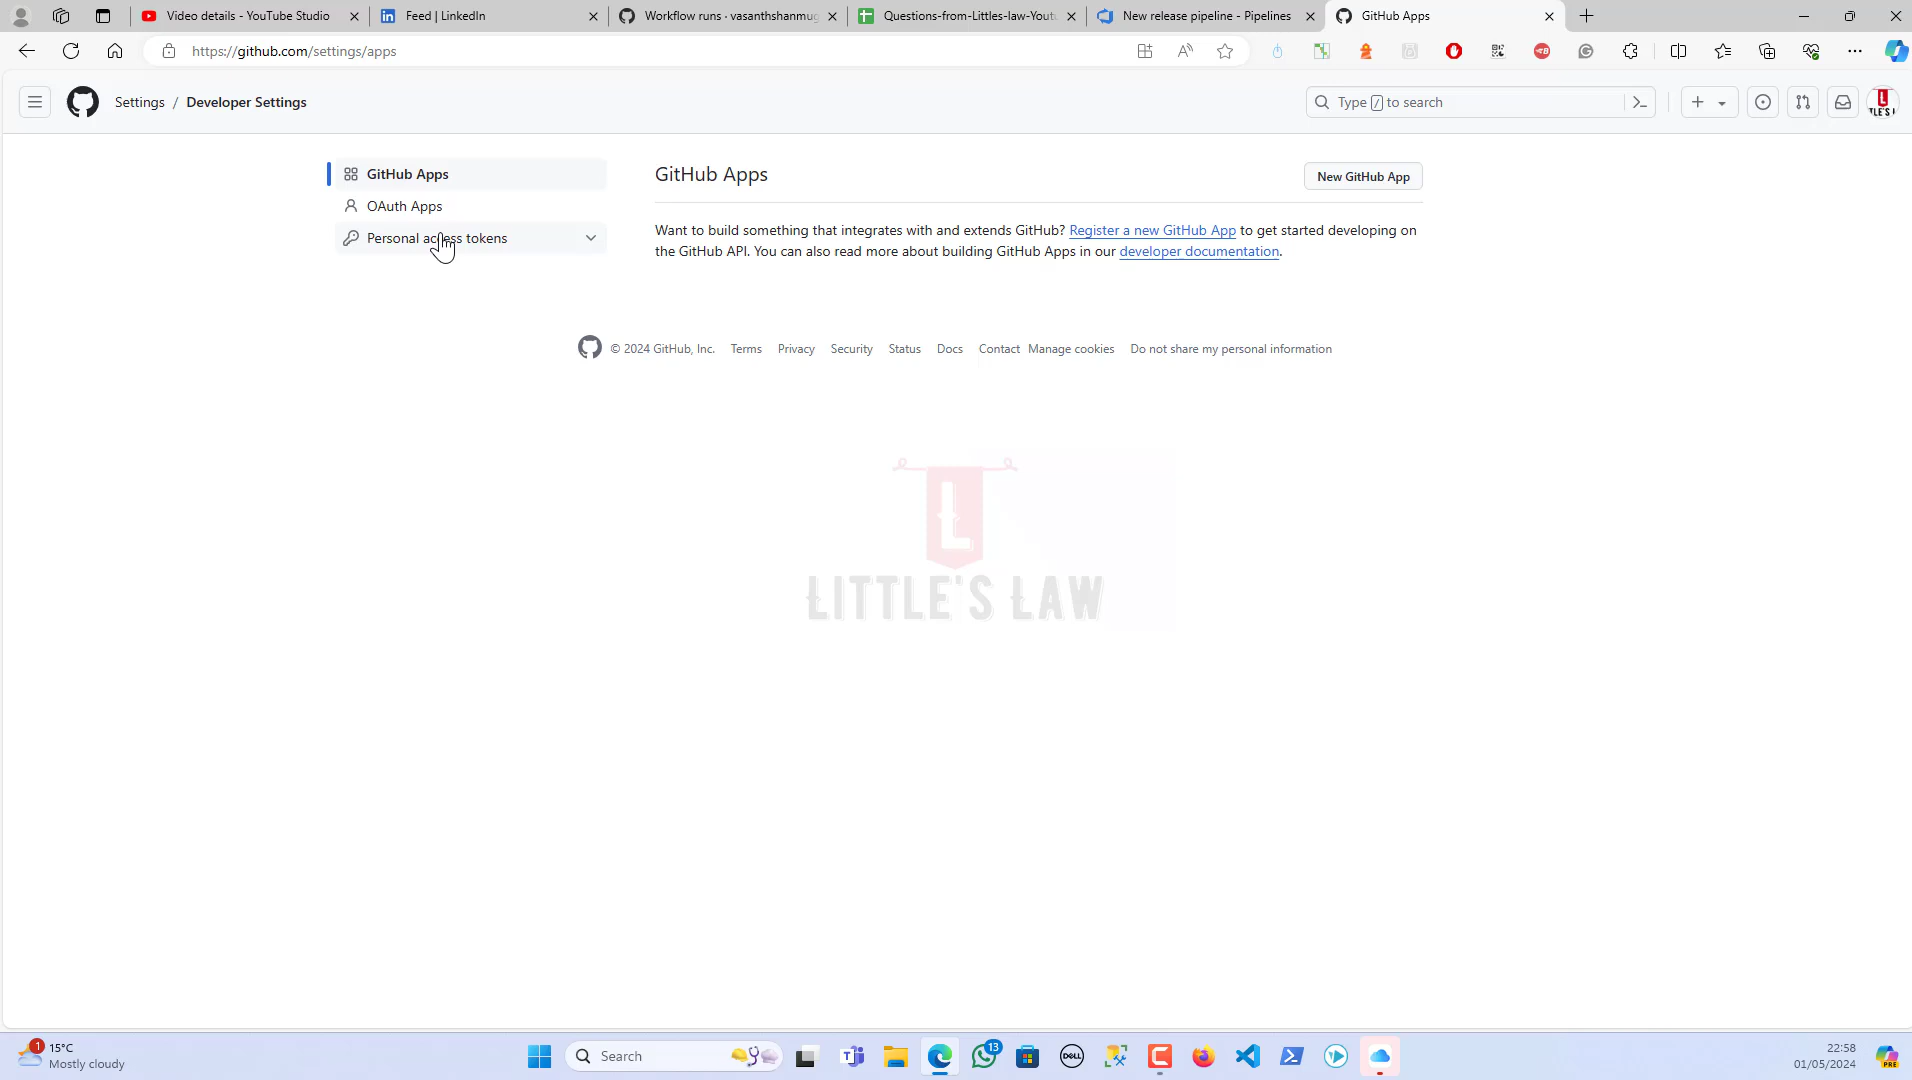 Video details - YouTube Studio
Feed | LinkedIn
Workflow runs · vasanthshanmug
Questions-from-Littles-law-Yout
New release pipeline - Pipelines
GitHub Apps
https://github.com/settings/apps
Settings / Developer Settings
Type / to search
TLE'S L
GitHub Apps
OAuth Apps
Personal access tokens
GitHub Apps
New GitHub App
Want to build something that integrates with and extends GitHub? Register a new GitHub App to get started developing on
the GitHub API. You can also read more about building GitHub Apps in our developer documentation.
© 2024 GitHub, Inc. Terms Privacy Security Status Docs Contact Manage cookies Do not share my personal information
L
LITTLE'S LAW
1
15°C
Mostly cloudy
Search
13
DELL
22:58
01/05/2024
PRE